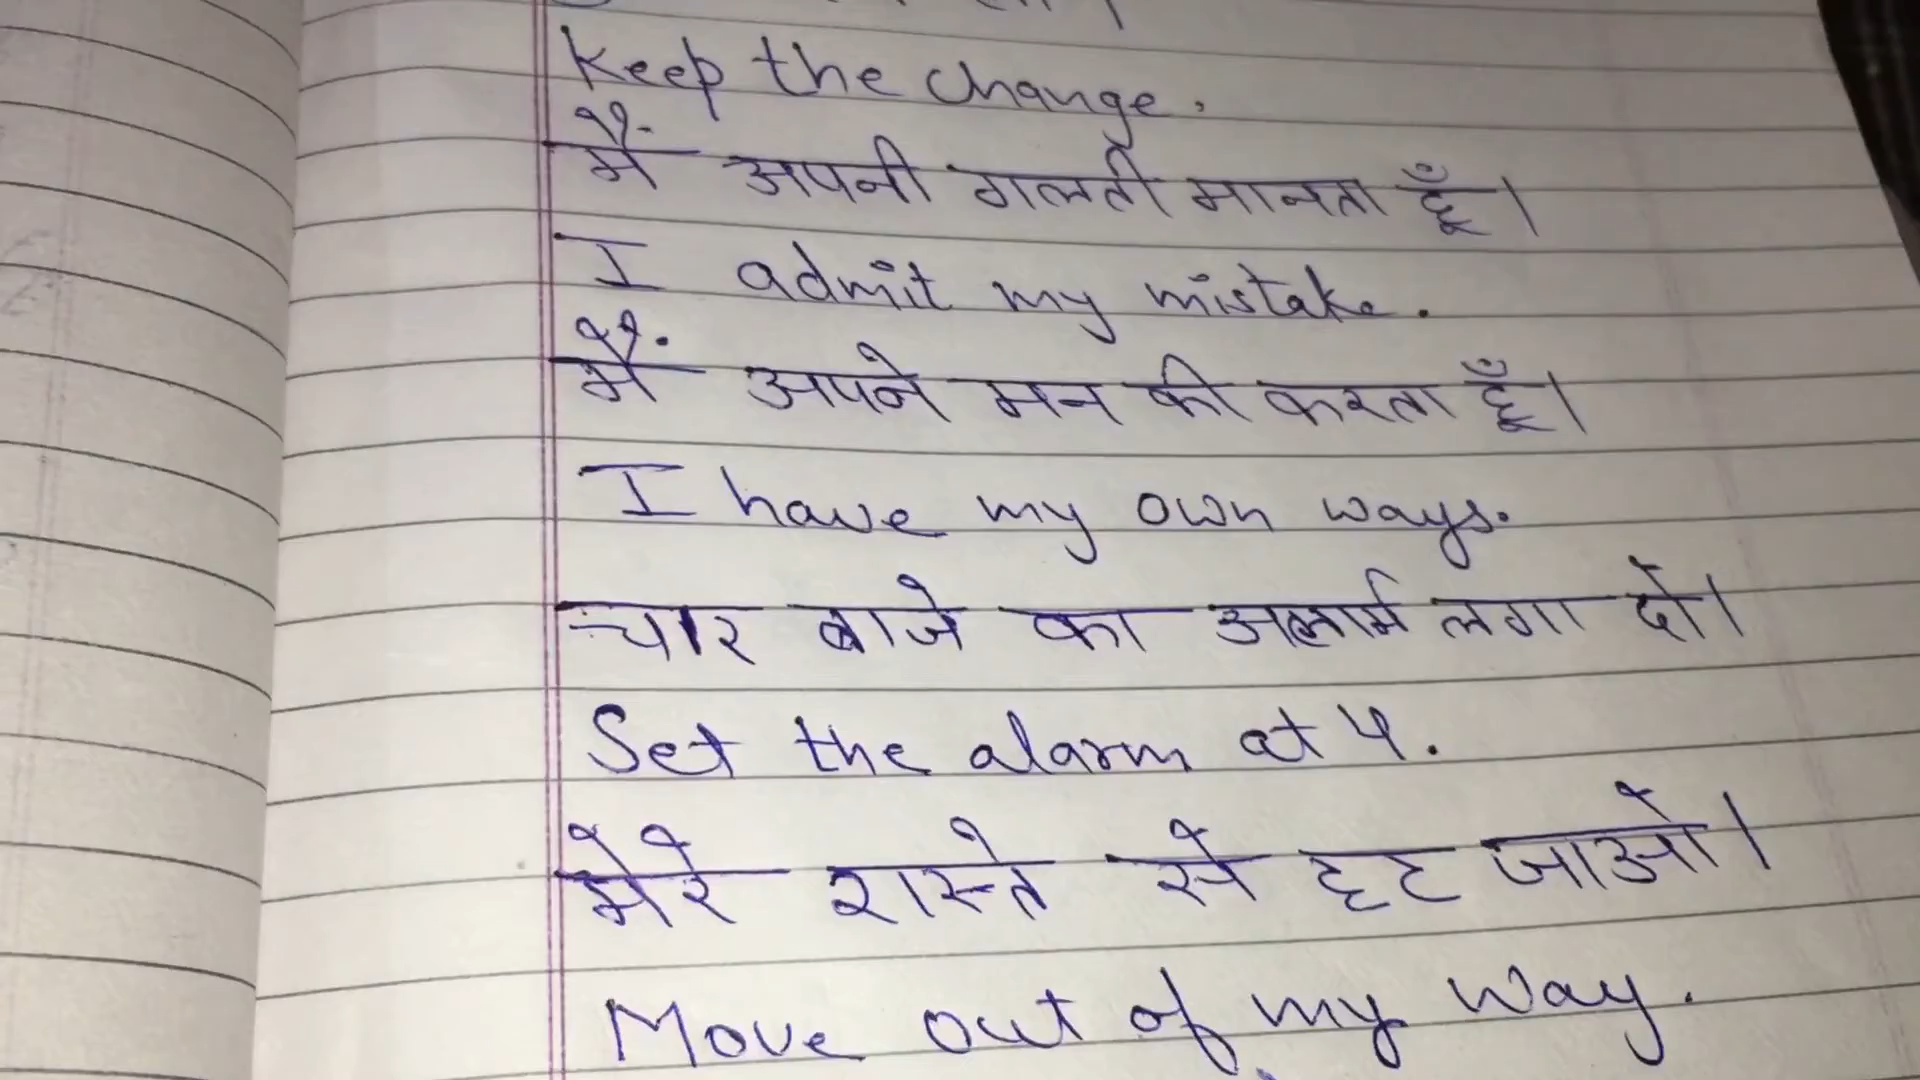 Keep the change.
मैं अपनी गलती मानता हूँ।
I admit my mistake.
मैं अपने मन की करता हूँ।
I have my own ways.
चार बाजे का अलार्म लगा दो।
Set the alarm at 4.
मेरे रास्ते से हट जाओ।
Move out of my way.